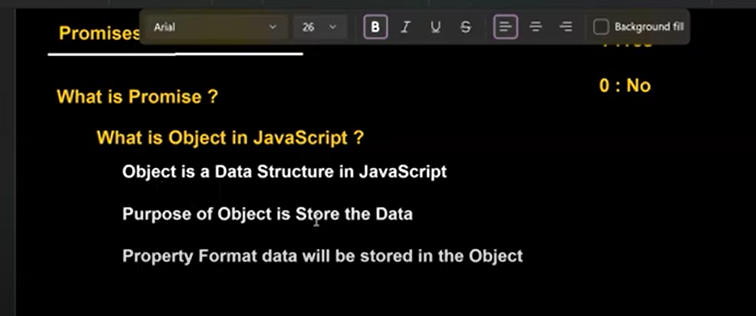 Arial
26
B
I
U
S
Background fill
Promises
0 : No
What is Promise ?
What is Object in JavaScript ?
Object is a Data Structure in JavaScript
Purpose of Object is Store the Data
Property Format data will be stored in the Object